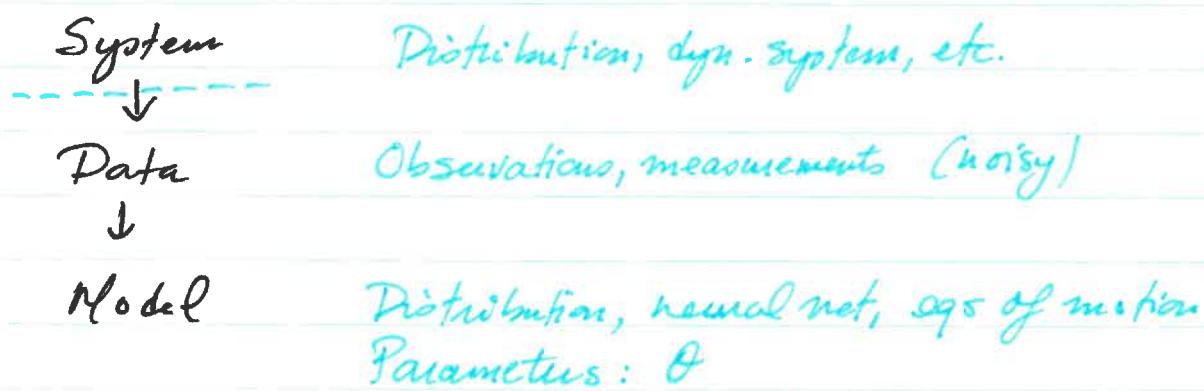 System Distribution, dyn. system, etc.
↓
Data Observations, measurements (noisy)
↓
Model Distribution, neural net, eqs of motion
Parameters: θ